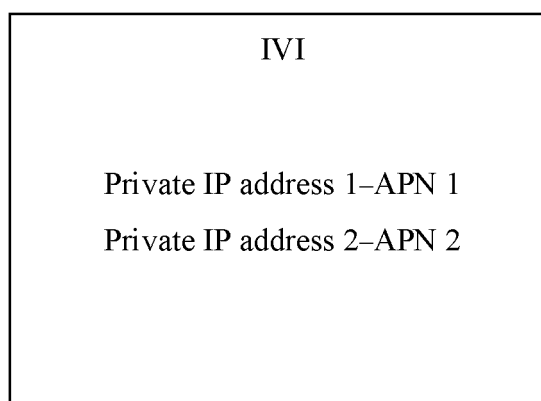 IVI
Private IP address 1–APN 1
Private IP address 2–APN 2